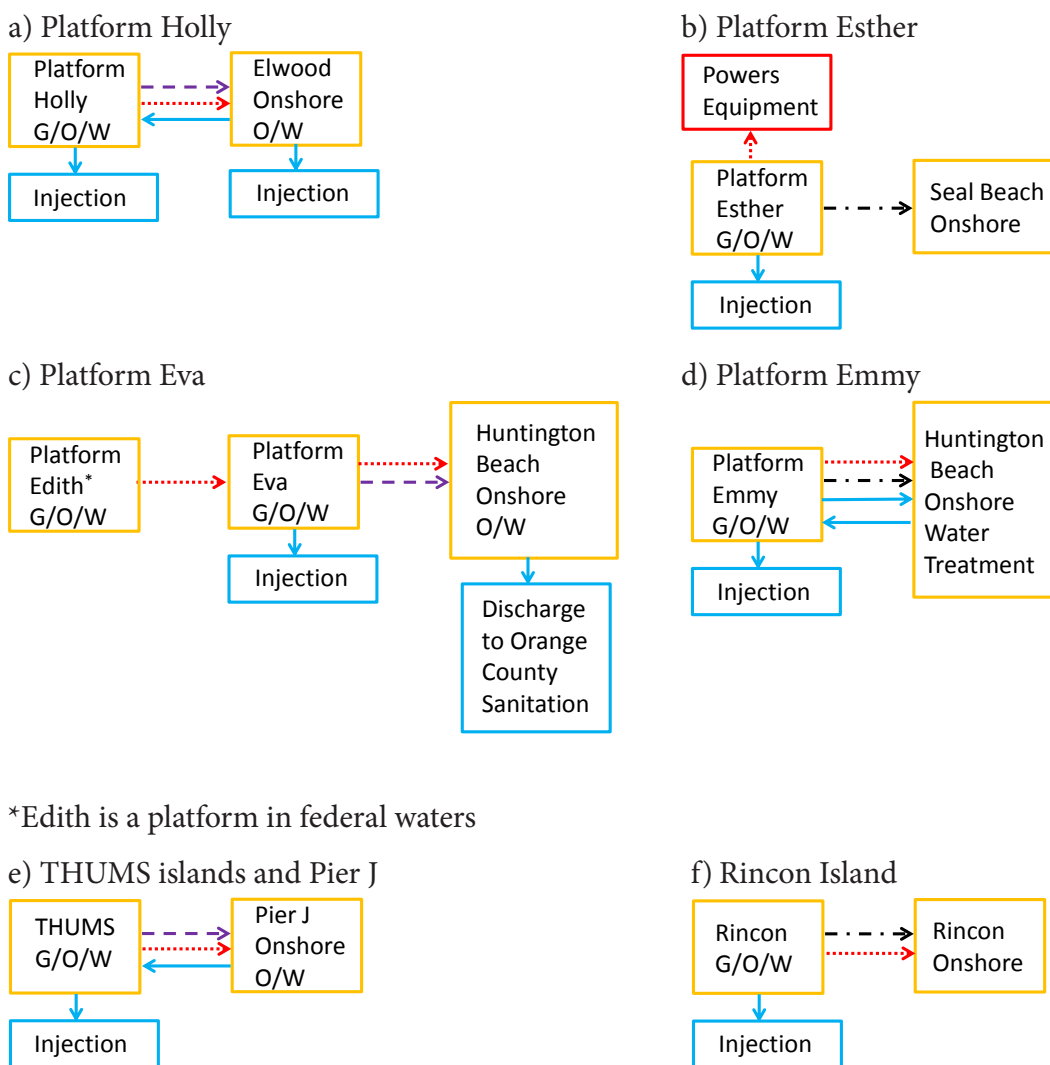 a) Platform Holly
Platform
Holly
G/O/W
Elwood
Onshore
O/W
Injection
Injection
b) Platform Esther
Powers
Equipment
Platform
Esther
G/O/W
Seal Beach
Onshore
Injection
c) Platform Eva
Platform
Edith*
G/O/W
Platform
Eva
G/O/W
Huntington
Beach
Onshore
O/W
Injection
Discharge
to Orange
County
Sanitation
d) Platform Emmy
Platform
Emmy
G/O/W
Huntington
Beach
Onshore
Water
Treatment
Injection
*Edith is a platform in federal waters
e) THUMS islands and Pier J
THUMS
G/O/W
Pier J
Onshore
O/W
Injection
f) Rincon Island
Rincon
G/O/W
Rincon
Onshore
Injection